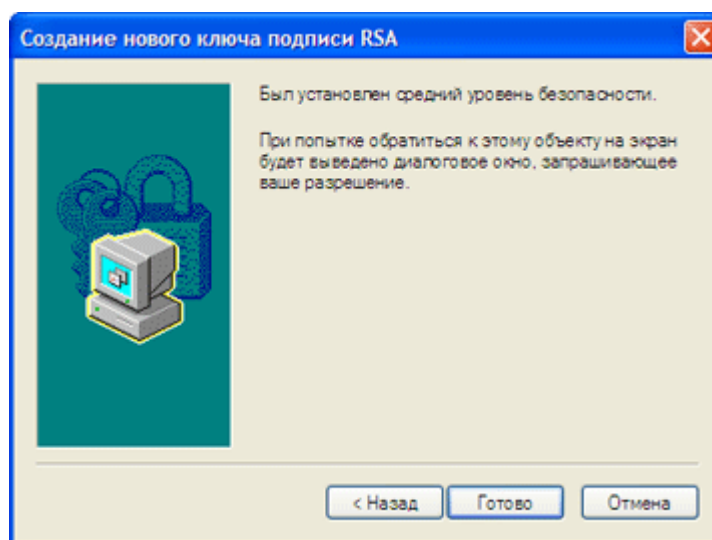 Создание нового ключа подписи RSA
Был установлен средний уровень безопасности.
При попытке обратиться к этому объекту на экран
будет выведено диалоговое окно, запрашивающее
ваше разрешение.
< Назад
Готово
Отмена